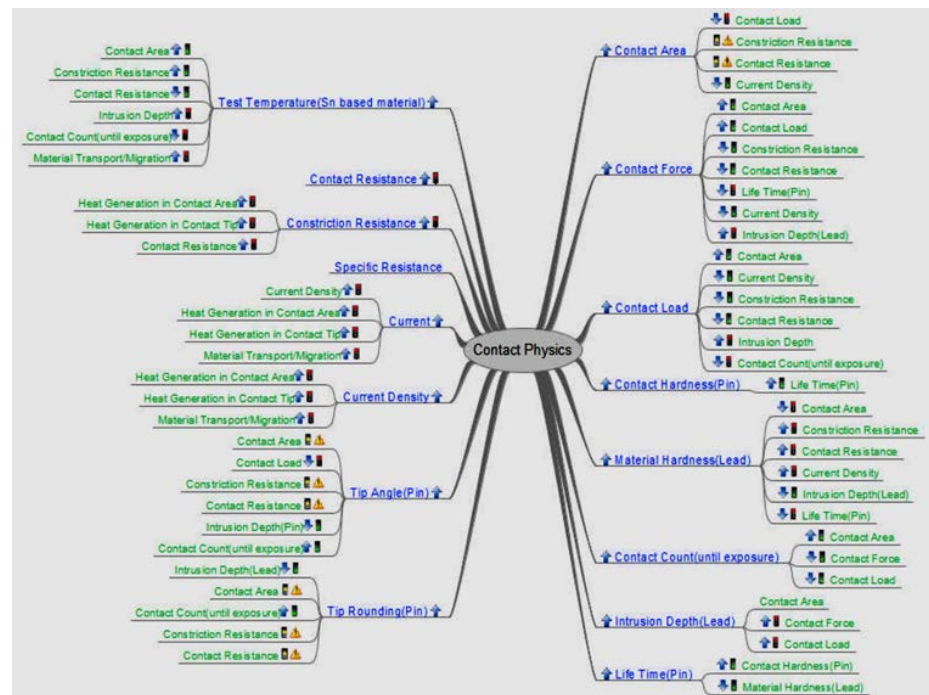 Contact Area
Constriction Resistance
Contact Resistance
Intrusion Depth
Contact Count(until exposure)
Material Transport/Migration
Test Temperature(Sn based material)
Contact Resistance
Heat Generation in Contact Area
Heat Generation in Contact Tip
Contact Resistance
Constriction Resistance
Specific Resistance
Current Density
Heat Generation in Contact Area
Heat Generation in Contact Tip
Material Transport/Migration
Current
Heat Generation in Contact Area
Heat Generation in Contact Tip
Material Transport/Migration
Current Density
Contact Area
Contact Load
Constriction Resistance
Contact Resistance
Intrusion Depth(Pin)
Contact Count(until exposure)
Tip Angle(Pin)
Intrusion Depth(Lead)
Contact Area
Contact Count(until exposure)
Constriction Resistance
Contact Resistance
Tip Rounding(Pin)
Contact Physics
Contact Area
Contact Load
Constriction Resistance
Contact Resistance
Current Density
Contact Force
Contact Area
Contact Load
Constriction Resistance
Contact Resistance
Life Time(Pin)
Current Density
Intrusion Depth(Lead)
Contact Load
Contact Area
Current Density
Constriction Resistance
Contact Resistance
Intrusion Depth
Contact Count(until exposure)
Contact Hardness(Pin)
Life Time(Pin)
Material Hardness(Lead)
Contact Area
Constriction Resistance
Contact Resistance
Current Density
Intrusion Depth(Lead)
Life Time(Pin)
Contact Count(until exposure)
Contact Area
Contact Force
Contact Load
Intrusion Depth(Lead)
Contact Area
Contact Force
Contact Load
Life Time(Pin)
Contact Hardness(Pin)
Material Hardness(Lead)